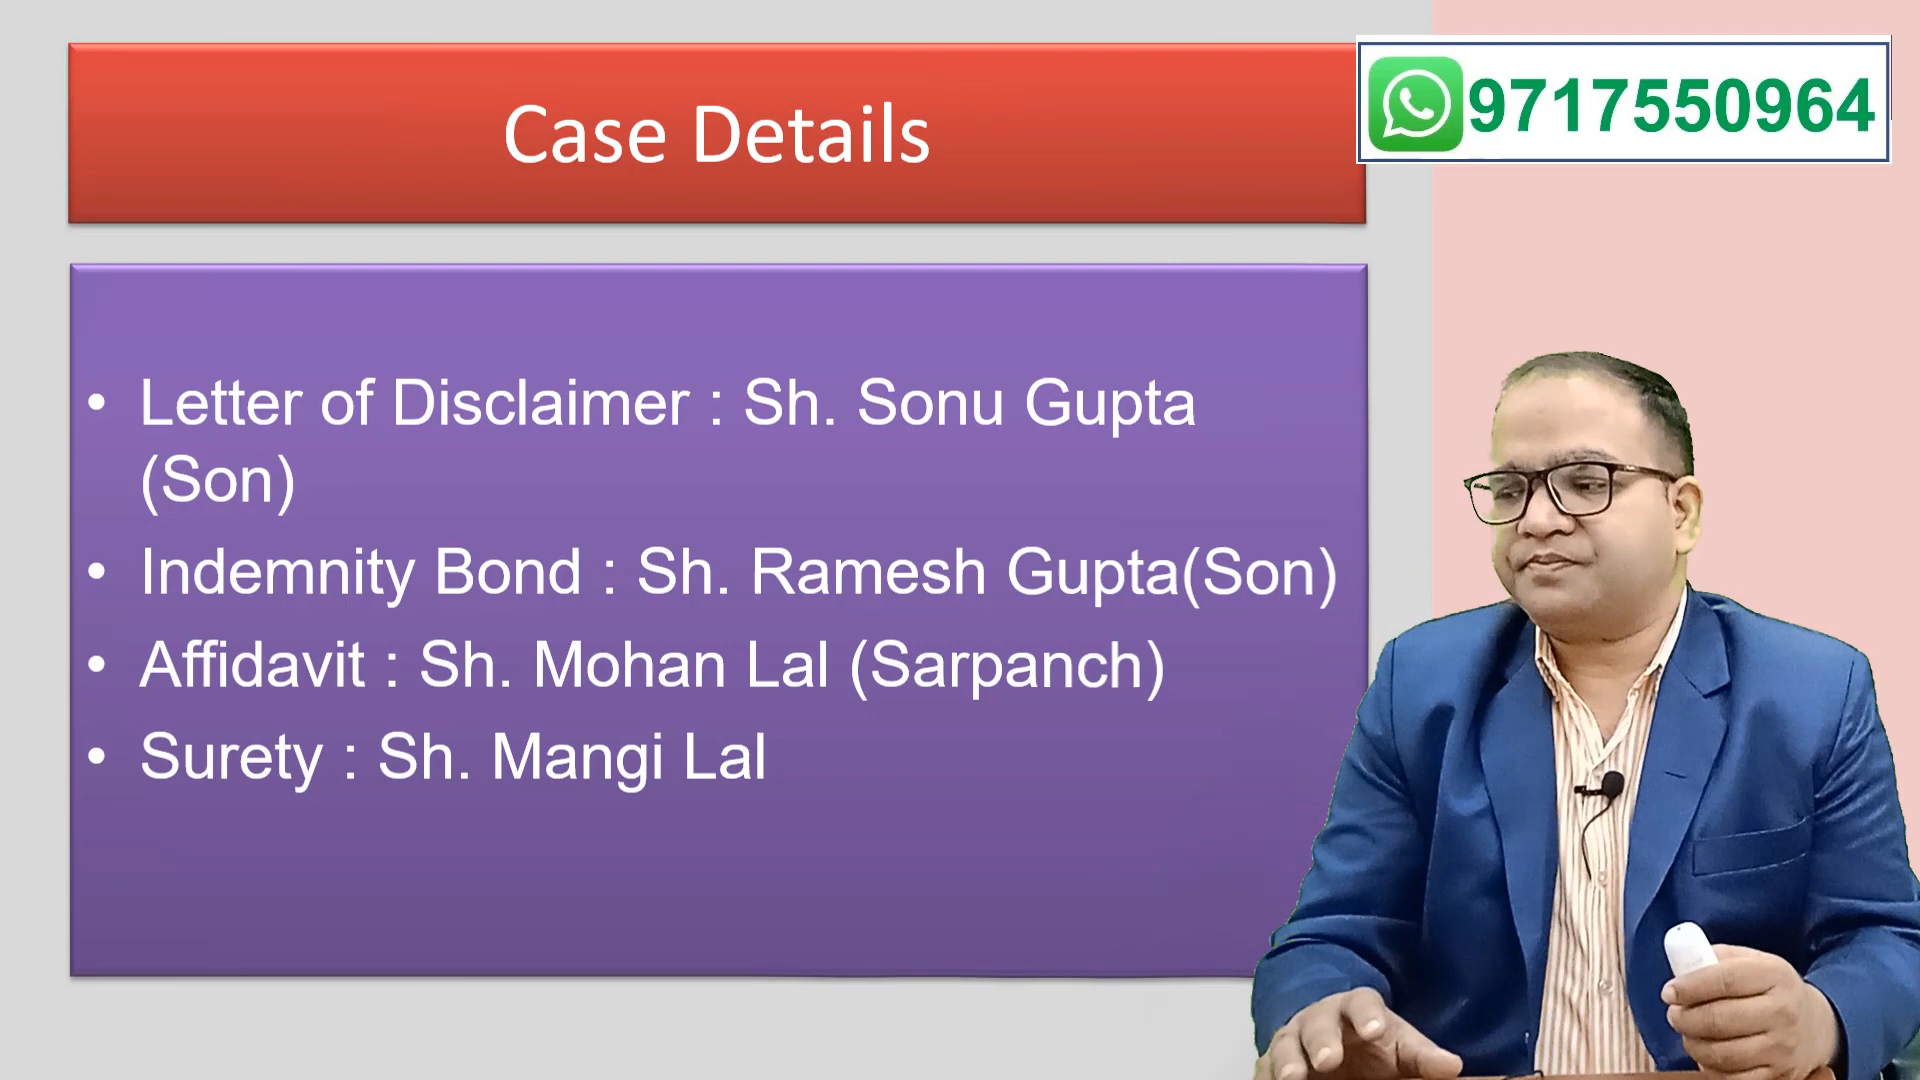 Case Details
9717550964
• Letter of Disclaimer : Sh. Sonu Gupta
(Son)
• Indemnity Bond : Sh. Ramesh Gupta(Son)
• Affidavit : Sh. Mohan Lal (Sarpanch)
• Surety : Sh. Mangi Lal